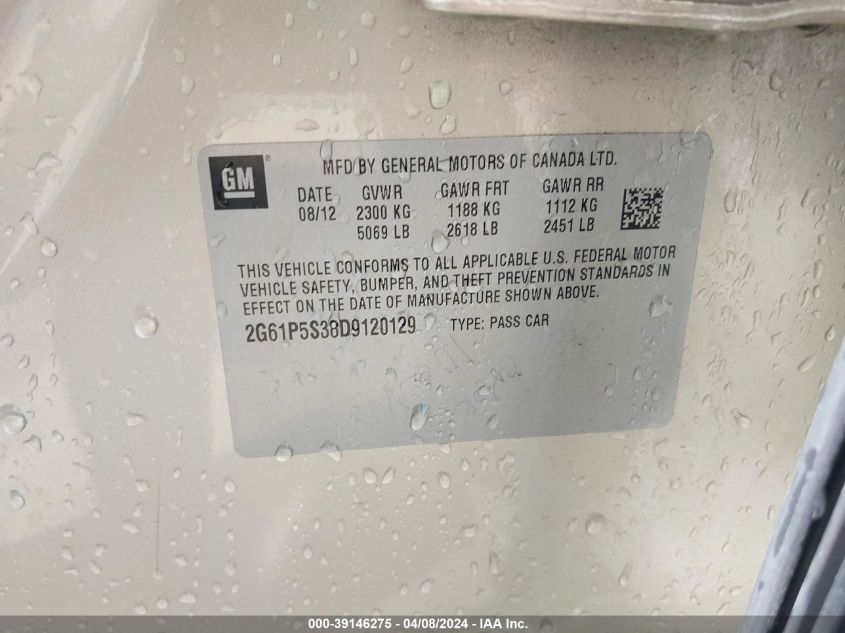 GM ®
MFD BY GENERAL MOTORS OF CANADA LTD.
DATE GVWR GAWR FRT GAWR RR
08/12 2300 KG 1188 KG 1112 KG
5069 LB 2618 LB 2451 LB
THIS VEHICLE CONFORMS TO ALL APPLICABLE U.S. FEDERAL MOTOR
VEHICLE SAFETY, BUMPER, AND THEFT PREVENTION STANDARDS IN
EFFECT ON THE DATE OF MANUFACTURE SHOWN ABOVE.
2G61P5S38D9120129 TYPE: PASS CAR
000-39146275 - 04/08/2024 - IAA Inc.